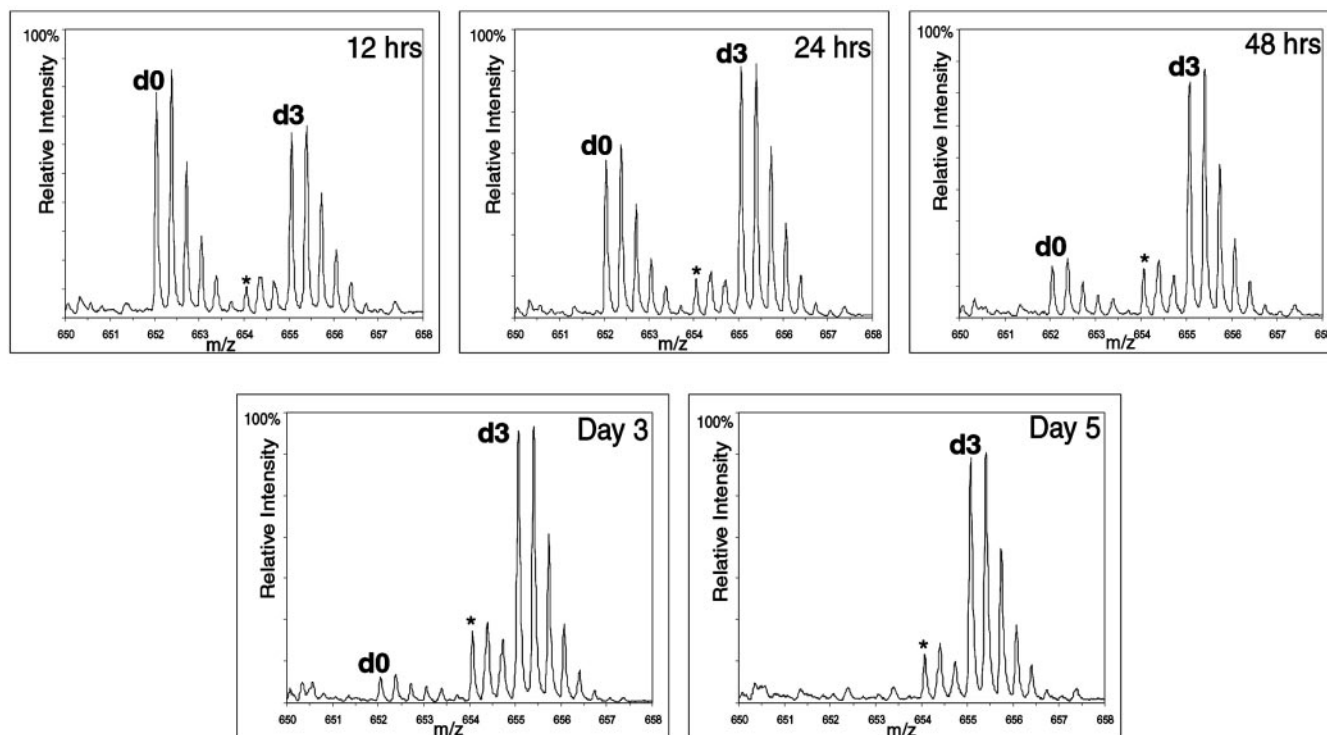 100%
12 hrs
d0
d3
*
Relative Intensity
650 651 652 653 654 655 656 657 658
m/z
100%
24 hrs
d3
d0
*
Relative Intensity
650 651 652 653 654 655 656 657 658
m/z
100%
48 hrs
d3
d0
*
Relative Intensity
650 651 652 653 654 655 656 657
m/z
100%
Day 3
d3
*
d0
Relative Intensity
650 651 652 653 654 655 656 657 658
m/z
100%
Day 5
d3
*
Relative Intensity
650 651 652 653 654 655 656 657 658
m/z